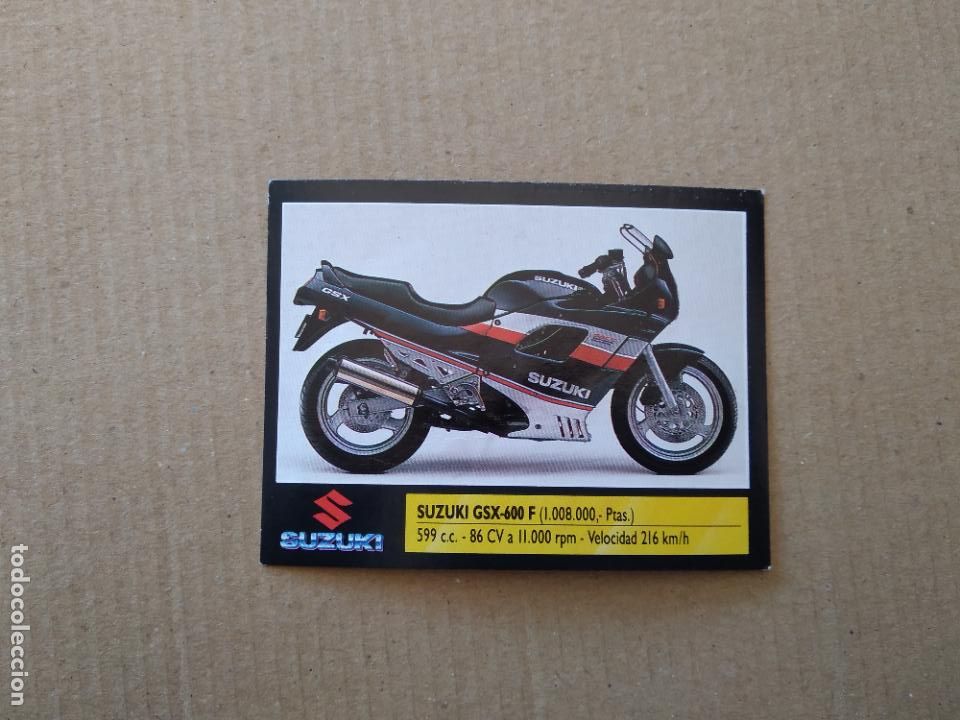 SUZUKI
GSX
SUZUKI
SUZUKI
SUZUKI GSX-600 F (1.008.000,- Ptas.)
599 c.c. - 86 CV a 11.000 rpm - Velocidad 216 km/h
todocoleccion